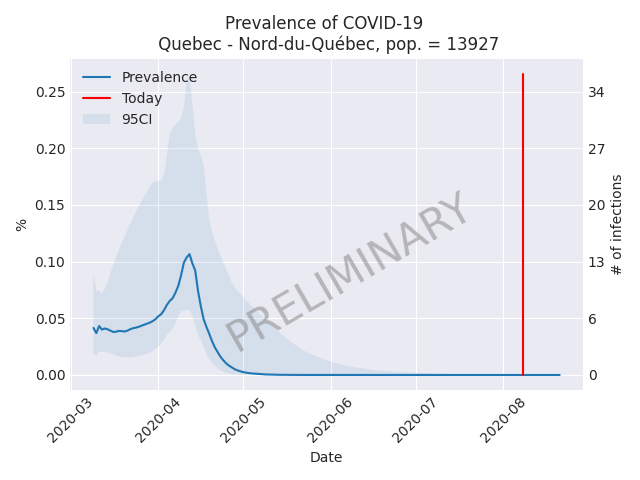 Prevalence of COVID-19
Quebec - Nord-du-Québec, pop. = 13927
Prevalence
Today
95CI
0.25
0.20
0.15
0.10
0.05
0.00
%
34
27
20
13
6
0
# of infections
PRELIMINARY
2020-03
2020-04
2020-05
2020-06
2020-07
2020-08
Date